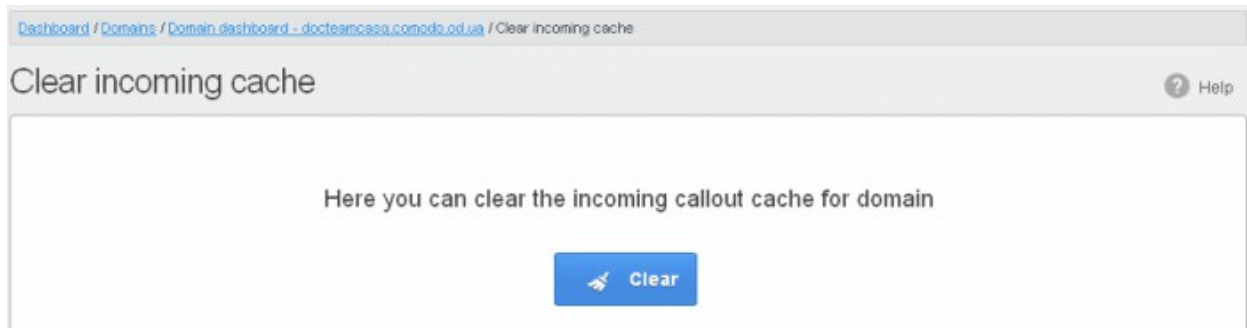 Dashboard / Domains / Domain dashboard - docteamcasg.comodo.od.ua / Clear incoming cache
Clear incoming cache
Help
Here you can clear the incoming callout cache for domain
Clear